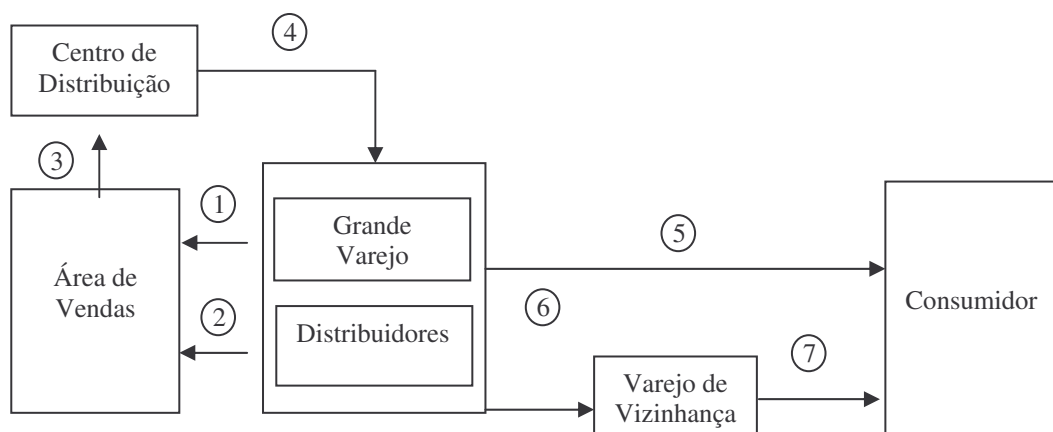 4
Centro de
Distribuição
3
1
Grande
Varejo
5
Área de
Vendas
Consumidor
2
Distribuidores
6
7
Varejo de
Vizinhança